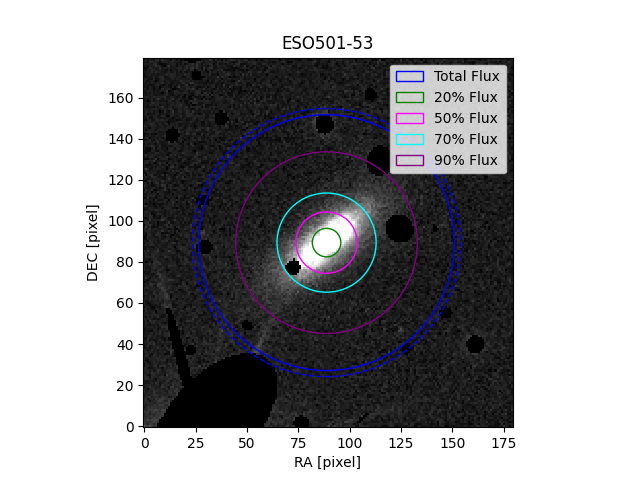 ESO501-53
Total Flux
20% Flux
50% Flux
70% Flux
90% Flux
160
140
120
100
80
60
40
20
0
DEC [pixel]
0 25 50 75 100 125 150 175
RA [pixel]